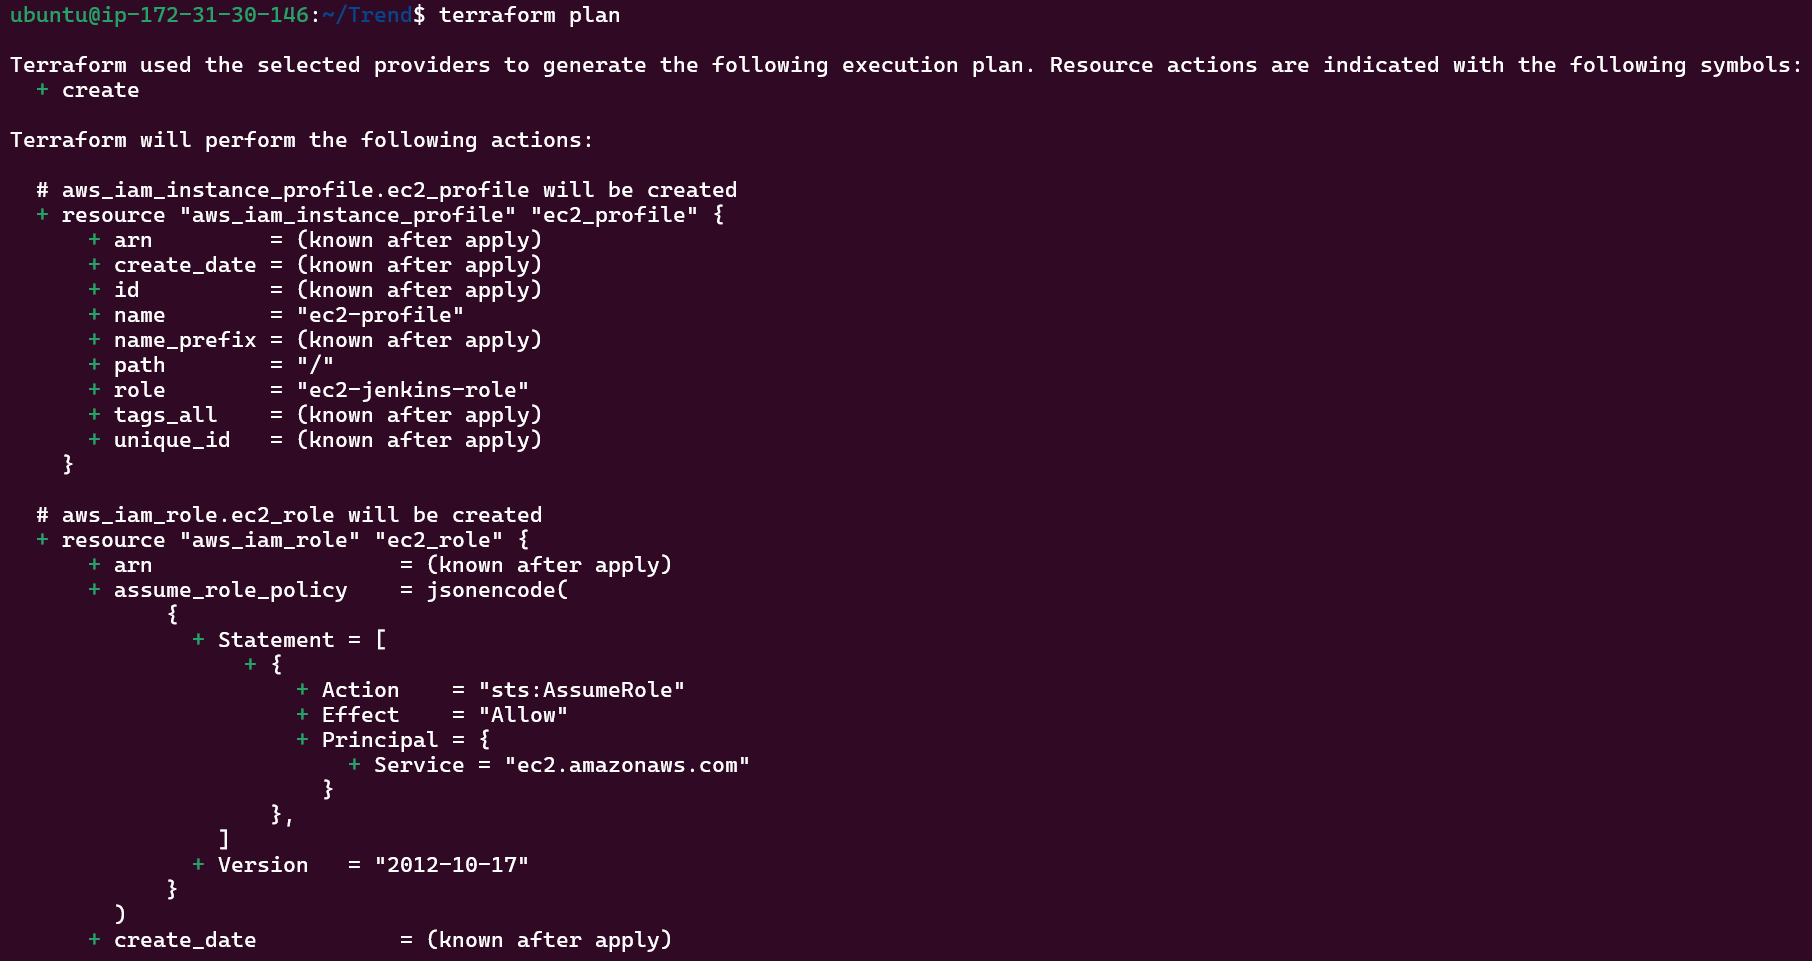 ubuntu@ip-172-31-30-146:~/Trend$ terraform plan

Terraform used the selected providers to generate the following execution plan. Resource actions are indicated with the following symbols:
  + create

Terraform will perform the following actions:

  # aws_iam_instance_profile.ec2_profile will be created
  + resource "aws_iam_instance_profile" "ec2_profile" {
      + arn         = (known after apply)
      + create_date = (known after apply)
      + id          = (known after apply)
      + name        = "ec2-profile"
      + name_prefix = (known after apply)
      + path        = "/"
      + role        = "ec2-jenkins-role"
      + tags_all    = (known after apply)
      + unique_id   = (known after apply)
    }

  # aws_iam_role.ec2_role will be created
  + resource "aws_iam_role" "ec2_role" {
      + arn                   = (known after apply)
      + assume_role_policy    = jsonencode(
            {
              + Statement = [
                  + {
                      + Action    = "sts:AssumeRole"
                      + Effect    = "Allow"
                      + Principal = {
                          + Service = "ec2.amazonaws.com"
                        }
                    },
                ]
              + Version   = "2012-10-17"
            }
        )
      + create_date           = (known after apply)